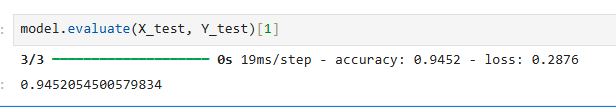 model.evaluate(X_test, Y_test)[1]
3/3 ━━━━━━━━━━━━━━━━━━━━ 0s 19ms/step - accuracy: 0.9452 - loss: 0.2876
0.9452054500579834